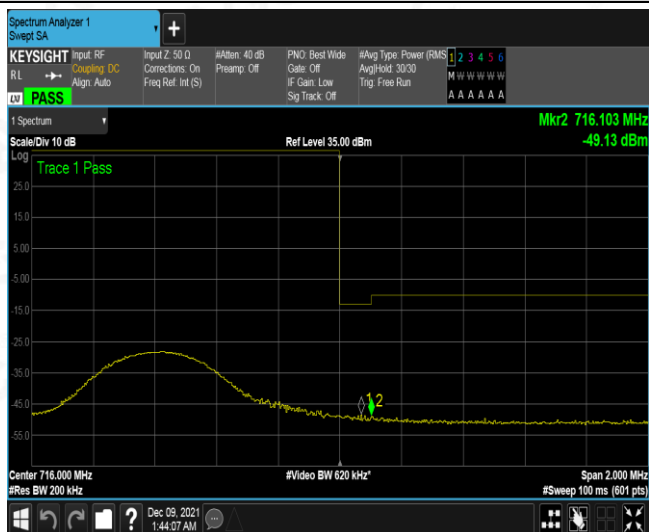 Spectrum Analyzer 1
Swept SA
+
KEYSIGHT Input: RF Input Z: 50 Ω #Atten: 40 dB PNO: Best Wide #Avg Type: Power (RMS 1 2 3 4 5 6
RL Coupling: DC Corrections: On Preamp: Off Gate: Off Avg|Hold: 30/30 M W W W W W
Align: Auto Freq Ref: Int (S) IF Gain: Low Trig: Free Run
LXI PASS Sig Track: Off A A A A A A
1 Spectrum Mkr2 716.103 MHz
Scale/Div 10 dB Ref Level 35.00 dBm -49.13 dBm
Log
Trace 1 Pass
25.0
15.0
5.00
-5.00
-15.0
-25.0
-35.0
-45.0
1 2
-55.0
Center 716.000 MHz #Video BW 620 kHz* Span 2.000 MHz
#Res BW 200 kHz #Sweep 100 ms (601 pts)
? Dec 09, 2021
1:44:07 AM